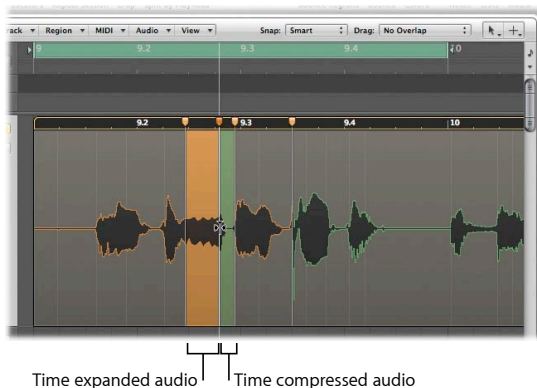 rack Region MIDI Audio View Snap: Smart Drag: No Overlap
9 9.2 9.3 9.4 10
9.2 9.3 9.4 10
Time expanded audio Time compressed audio